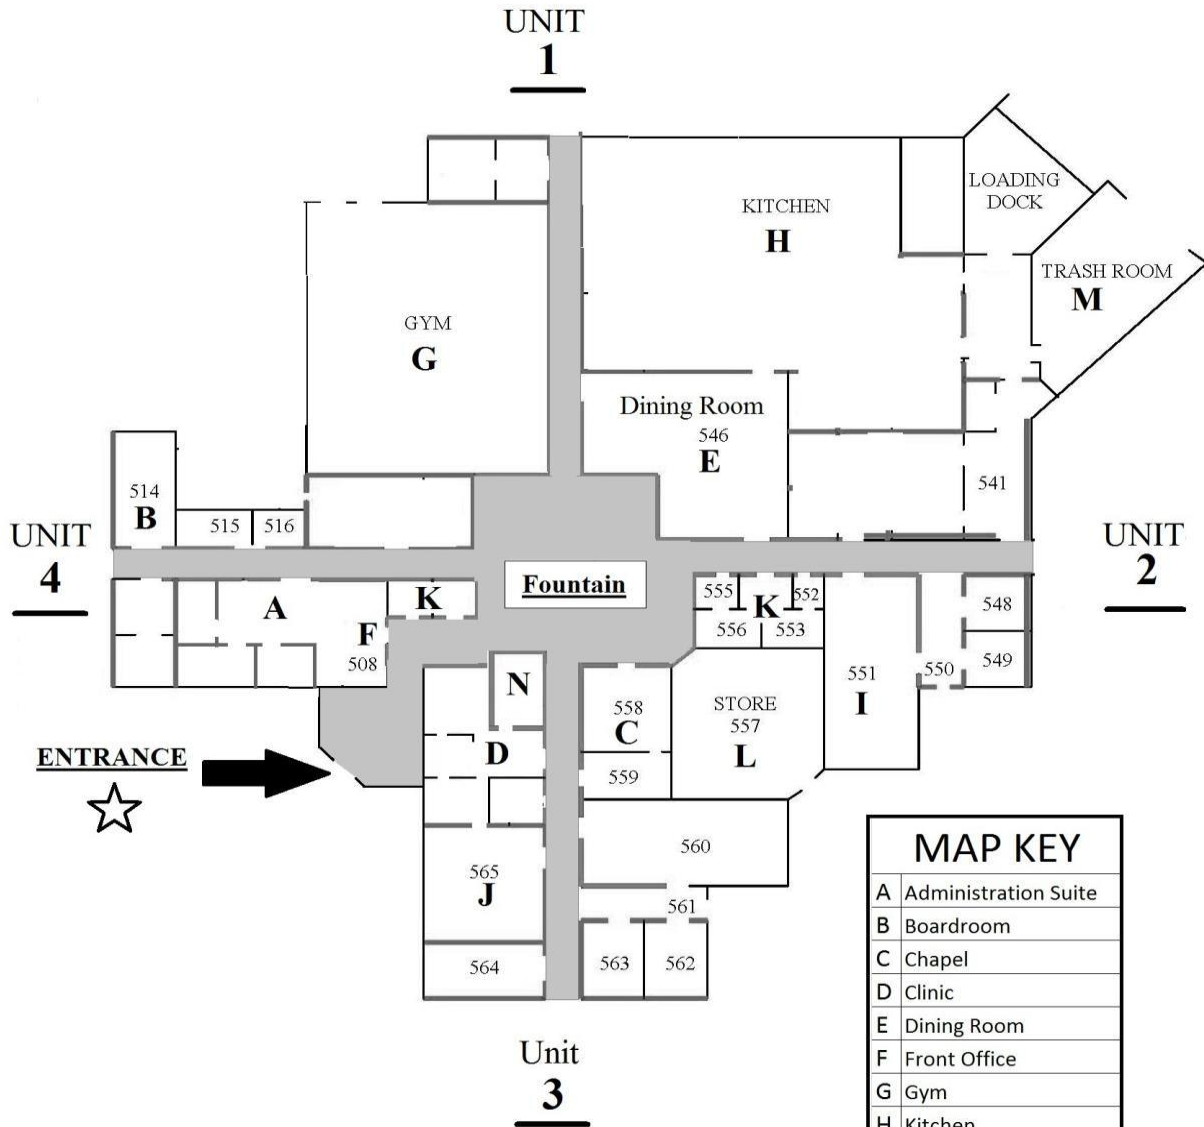 UNIT
1
LOADING
DOCK
KITCHEN
H
TRASH ROOM
M
GYM
G
Dining Room
546
E
514
B
515
516
541
UNIT
4
UNIT
2
Fountain
A
K
F
508
555
K
552
556
553
548
549
550
551
I
N
558
C
STORE
557
L
D
559
ENTRANCE
560
565
J
561
564
563
562
Unit
3
MAP KEY
A Administration Suite
B Boardroom
C Chapel
D Clinic
E Dining Room
F Front Office
G Gym
H Kitchen